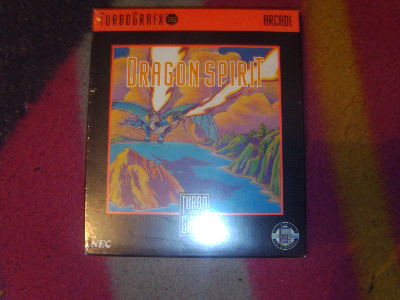 TURBOGRAFX
ARCADE
DRAGON SPIRIT
TURBO
NEC